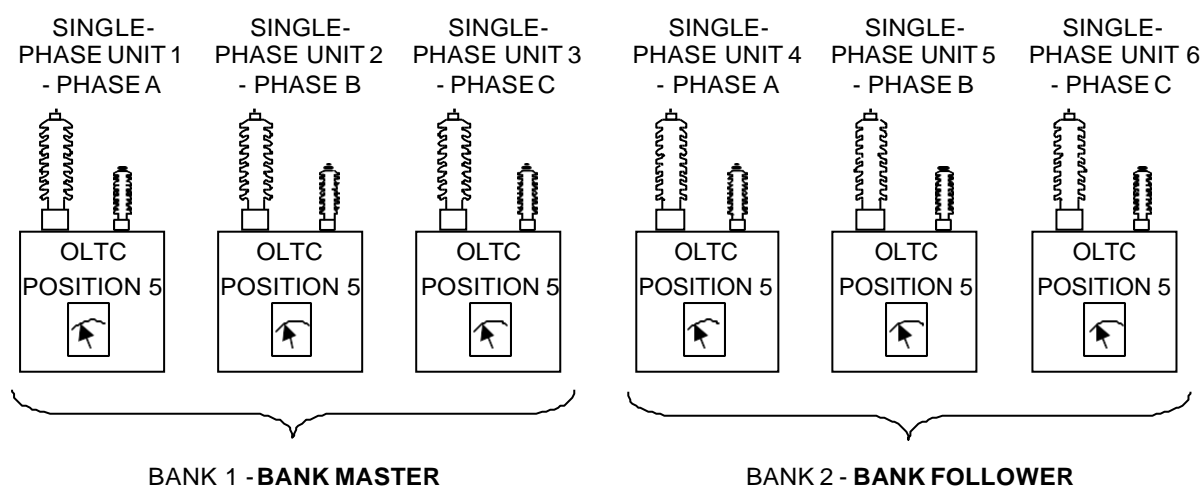 SINGLE-
PHASE UNIT 1
- PHASE A
SINGLE-
PHASE UNIT 2
- PHASE B
SINGLE-
PHASE UNIT 3
- PHASE C
SINGLE-
PHASE UNIT 4
- PHASE A
SINGLE-
PHASE UNIT 5
- PHASE B
SINGLE-
PHASE UNIT 6
- PHASE C
OLTC
POSITION 5
OLTC
POSITION 5
OLTC
POSITION 5
OLTC
POSITION 5
OLTC
POSITION 5
OLTC
POSITION 5
BANK 1 - BANK MASTER
BANK 2 - BANK FOLLOWER